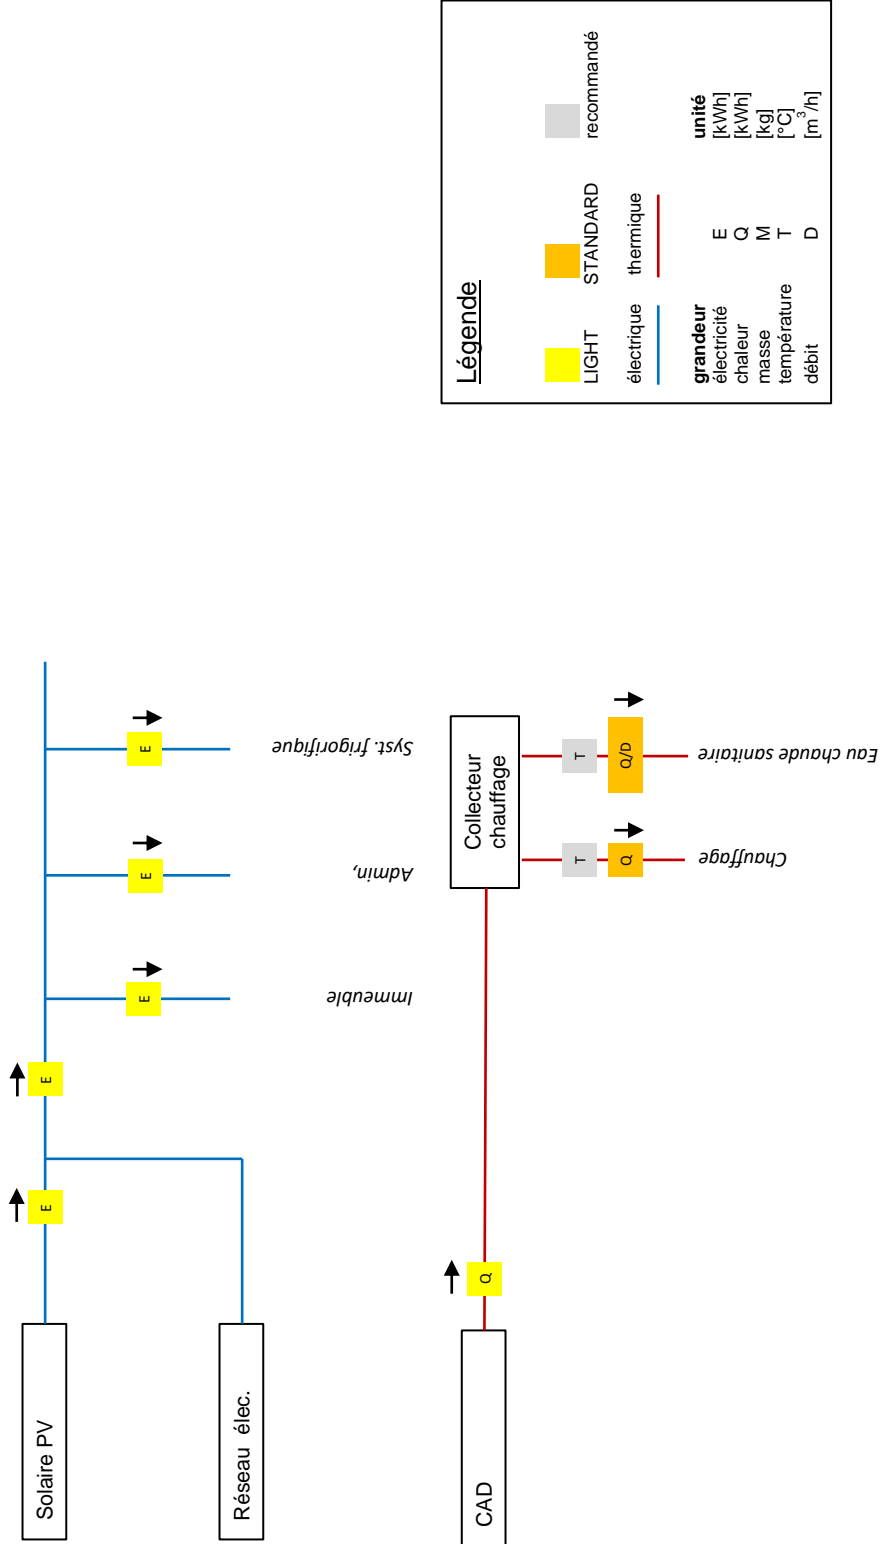 Légende
LIGHT
STANDARD
recommandé
électrique
thermique
grandeur unité
électricité E [kWh]
chaleur Q [kWh]
masse M [kg]
température T [°C]
débit D [m³/h]
Solaire PV
E
E
E
E
E
Immeuble
Admin,
Syst. frigorifique
Réseau élec.
CAD
Q
Collecteur
chauffage
T
T
Q
Q/D
Chauffage
Eau chaude sanitaire